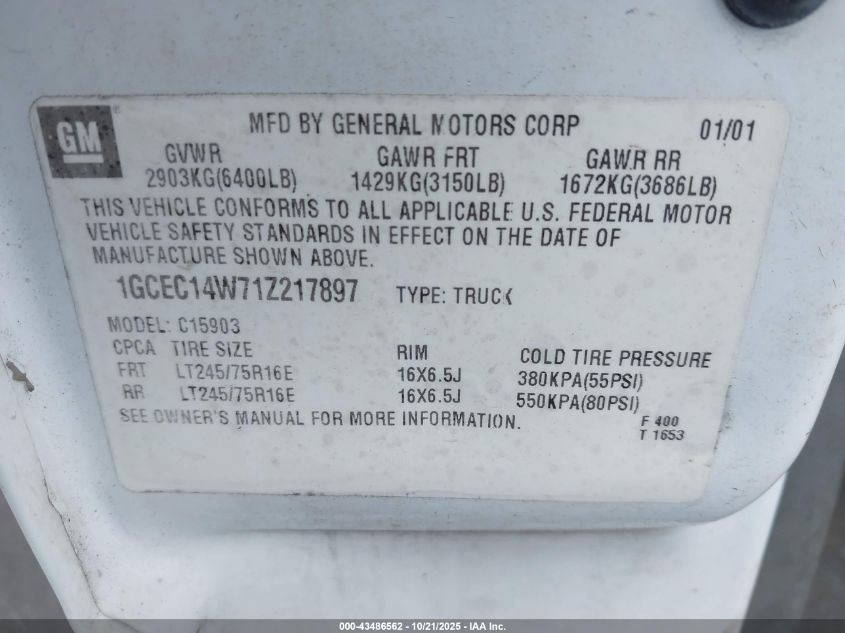 GM
MFD BY GENERAL MOTORS CORP 01/01
GVWR GAWR FRT GAWR RR
2903KG(6400LB) 1429KG(3150LB) 1672KG(3686LB)
THIS VEHICLE CONFORMS TO ALL APPLICABLE U.S. FEDERAL MOTOR
VEHICLE SAFETY STANDARDS IN EFFECT ON THE DATE OF
MANUFACTURE SHOWN ABOVE.
1GCEC14W71Z217897 TYPE: TRUCK
MODEL: C15903
CPCA TIRE SIZE RIM COLD TIRE PRESSURE
FRT LT245/75R16E 16X6.5J 380KPA(55PSI)
RR LT245/75R16E 16X6.5J 550KPA(80PSI)
SEE OWNER'S MANUAL FOR MORE INFORMATION.
F 400
T 1653
000-43486562 - 10/21/2025 - IAA Inc.